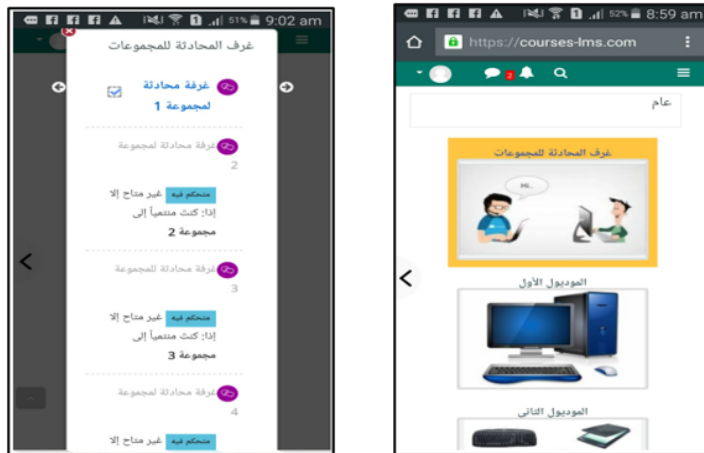 51% 9:02 am
غرف المحادثة للمجموعات
غرفة محادثة
لمجموعة 1
غرفة محادثة لمجموعة
2
متحكم فيه غير متاح إلا
إذا: كنت منتمياً إلى
مجموعة 2
غرفة محادثة للمجموعة
3
متحكم فيه غير متاح إلا
إذا: كنت منتمياً إلى
مجموعة 3
غرفة محادثة لمجموعة
4
متحكم فيه غير متاح إلا
52% 8:59 am
https://courses-lms.com
2
عام
غرف المحادثة للمجموعات
Hi..
الموديول الأول
الموديول الثانى